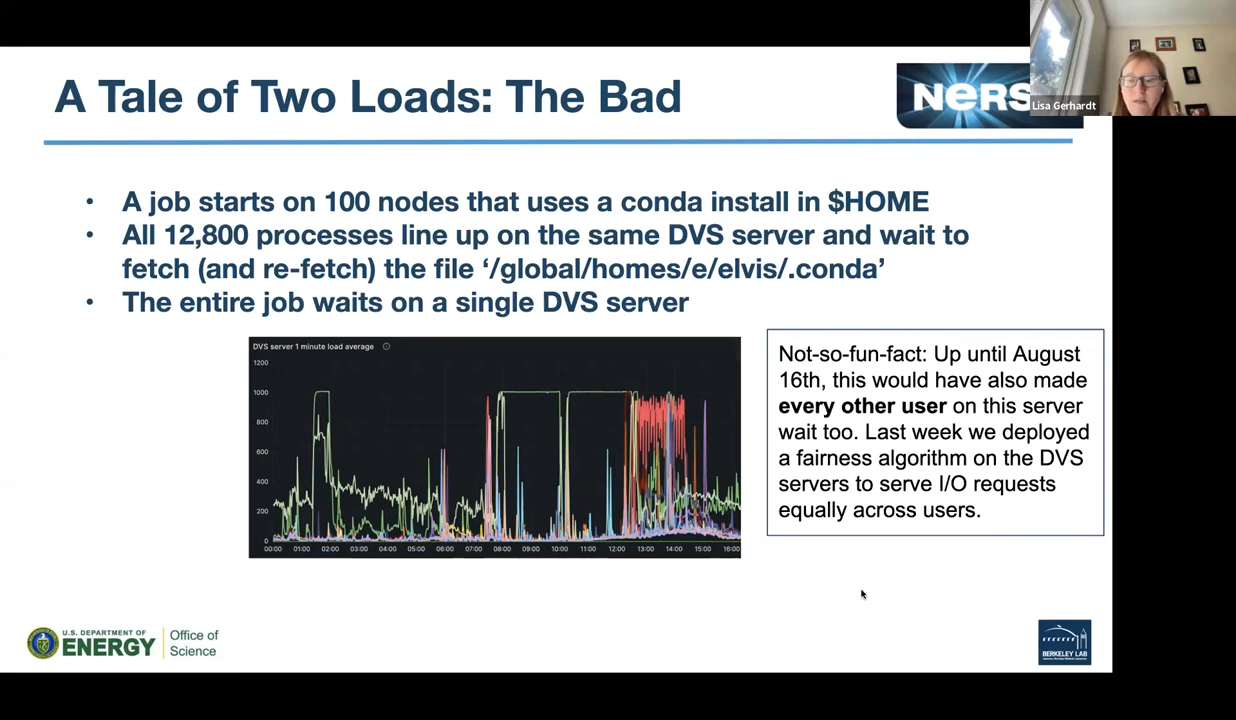 A Tale of Two Loads: The Bad
NERS
Lisa Gerhardt
• A job starts on 100 nodes that uses a conda install in $HOME
• All 12,800 processes line up on the same DVS server and wait to
fetch (and re-fetch) the file ‘/global/homes/e/elvis/.conda’
• The entire job waits on a single DVS server
DVS server 1 minute load average
1200
1000
800
600
400
200
0
00:00 01:00 02:00 03:00 04:00 05:00 06:00 07:00 08:00 09:00 10:00 11:00 12:00 13:00 14:00 15:00 16:00
Not-so-fun-fact: Up until August
16th, this would have also made
every other user on this server
wait too. Last week we deployed
a fairness algorithm on the DVS
servers to serve I/O requests
equally across users.
U.S. DEPARTMENT OF
ENERGY
Office of
Science
BERKELEY LAB